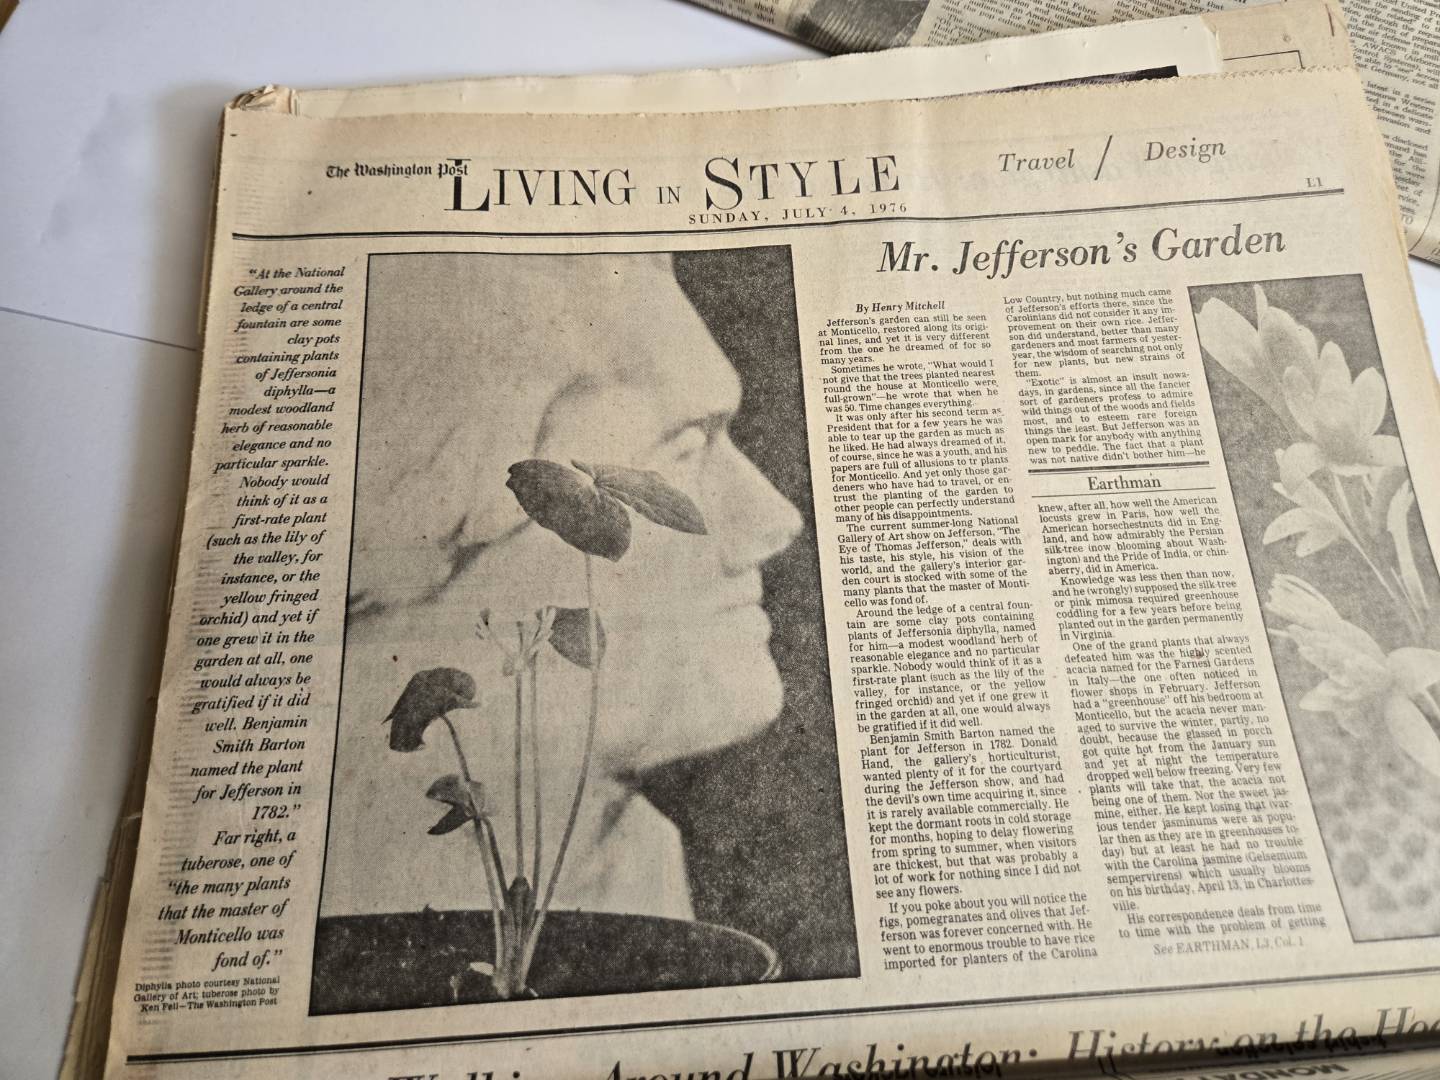 The Washington Post
LIVING IN STYLE
Travel / Design
SUNDAY, JULY 4, 1976
L1
"At the National
Gallery around the
ledge of a central
fountain are some
clay pots
containing plants
of Jeffersonia
diphylla—a
modest woodland
herb of reasonable
elegance and no
particular sparkle.
Nobody would
think of it as a
first-rate plant
(such as the lily of
the valley, for
instance, or the
yellow fringed
orchid) and yet if
one grew it in the
garden at all, one
would always be
gratified if it did
well. Benjamin
Smith Barton
named the plant
for Jefferson in
1782."
Far right, a
tuberose, one of
"the many plants
that the master of
Monticello was
fond of."
Diphylla photo courtesy National
Gallery of Art; tuberose photo by
Ken Feil—The Washington Post
Mr. Jefferson's Garden
By Henry Mitchell
Jefferson's garden can still be seen
at Monticello, restored along its origi-
nal lines, and yet it is very different
from the one he dreamed of for so
many years.
Sometimes he wrote, "What would I
not give that the trees planted nearest
round the house at Monticello were
full-grown"—he wrote that when he
was 50. Time changes everything.
It was only after his second term as
President that for a few years he was
able to tear up the garden as much as
he liked. He had always dreamed of it,
of course, since he was a youth, and his
papers are full of allusions to tr plants
for Monticello. And yet only those gar-
deners who have had to travel, or en-
trust the planting of the garden to
other people can perfectly understand
many of his disappointments.
The current summer-long National
Gallery of Art show on Jefferson, "The
Eye of Thomas Jefferson," deals with
his taste, his style, his vision of the
world, and the gallery's interior gar-
den court is stocked with some of the
many plants that the master of Monti-
cello was fond of.
Around the ledge of a central foun-
tain are some clay pots containing
plants of Jeffersonia diphylla, named
for him—a modest woodland herb of
reasonable elegance and no particular
sparkle. Nobody would think of it as a
first-rate plant (such as the lily of the
valley, for instance, or the yellow
fringed orchid) and yet if one grew it
in the garden at all, one would always
be gratified if it did well.
Benjamin Smith Barton named the
plant for Jefferson in 1782. Donald
Hand, the gallery's horticulturist,
wanted plenty of it for the courtyard
during the Jefferson show, and had
the devil's own time acquiring it, since
it is rarely available commercially. He
kept the dormant roots in cold storage
for months, hoping to delay flowering
from spring to summer, when visitors
are thickest, but that was probably a
lot of work for nothing since I did not
see any flowers.
If you poke about you will notice the
figs, pomegranates and olives that Jef-
ferson was forever concerned with. He
went to enormous trouble to have rice
imported for planters of the Carolina
Low Country, but nothing much came
of Jefferson's efforts there, since the
Carolinians did not consider it any im-
provement on their own rice. Jeffer-
son did understand, better than many
gardeners and most farmers of yester-
year, the wisdom of searching not only
for new plants, but new strains of
them.
"Exotic" is almost an insult nowa-
days, in gardens, since all the fancier
sort of gardeners profess to admire
wild things out of the woods and fields
most, and to esteem rare foreign
things the least. But Jefferson was an
open mark for anybody with anything
new to peddle. The fact that a plant
was not native didn't bother him—he
Earthman
knew, after all, how well the American
locusts grew in Paris, how well the
American horsechestnuts did in Eng-
land, and how admirably the Persian
silk-tree (now blooming about Wash-
ington) and the Pride of India, or chin-
aberry, did in America.
Knowledge was less then than now,
and he (wrongly) supposed the silk-tree
or pink mimosa required greenhouse
coddling for a few years before being
planted out in the garden permanently
in Virginia.
One of the grand plants that always
defeated him was the highly scented
acacia named for the Farnesi Gardens
in Italy—the one often noticed in
flower shops in February. Jefferson
had a "greenhouse" off his bedroom at
Monticello, but the acacia never man-
aged to survive the winter, partly, no
doubt, because the glassed in porch
got quite hot from the January sun
and yet at night the temperature
dropped well below freezing. Very few
plants will take that, the acacia not
being one of them. Nor the sweet jas-
mine, either. He kept losing that (var-
ious tender jasminums were as popu-
lar then as they are in greenhouses to-
day) but at least he had no trouble
with the Carolina jasmine (Gelsemium
sempervirens) which usually blooms
on his birthday, April 13, in Charlottes-
ville.
His correspondence deals from time
to time with the problem of getting
See EARTHMAN, L3, Col. 1
Around Washington: History on the
MONDAY